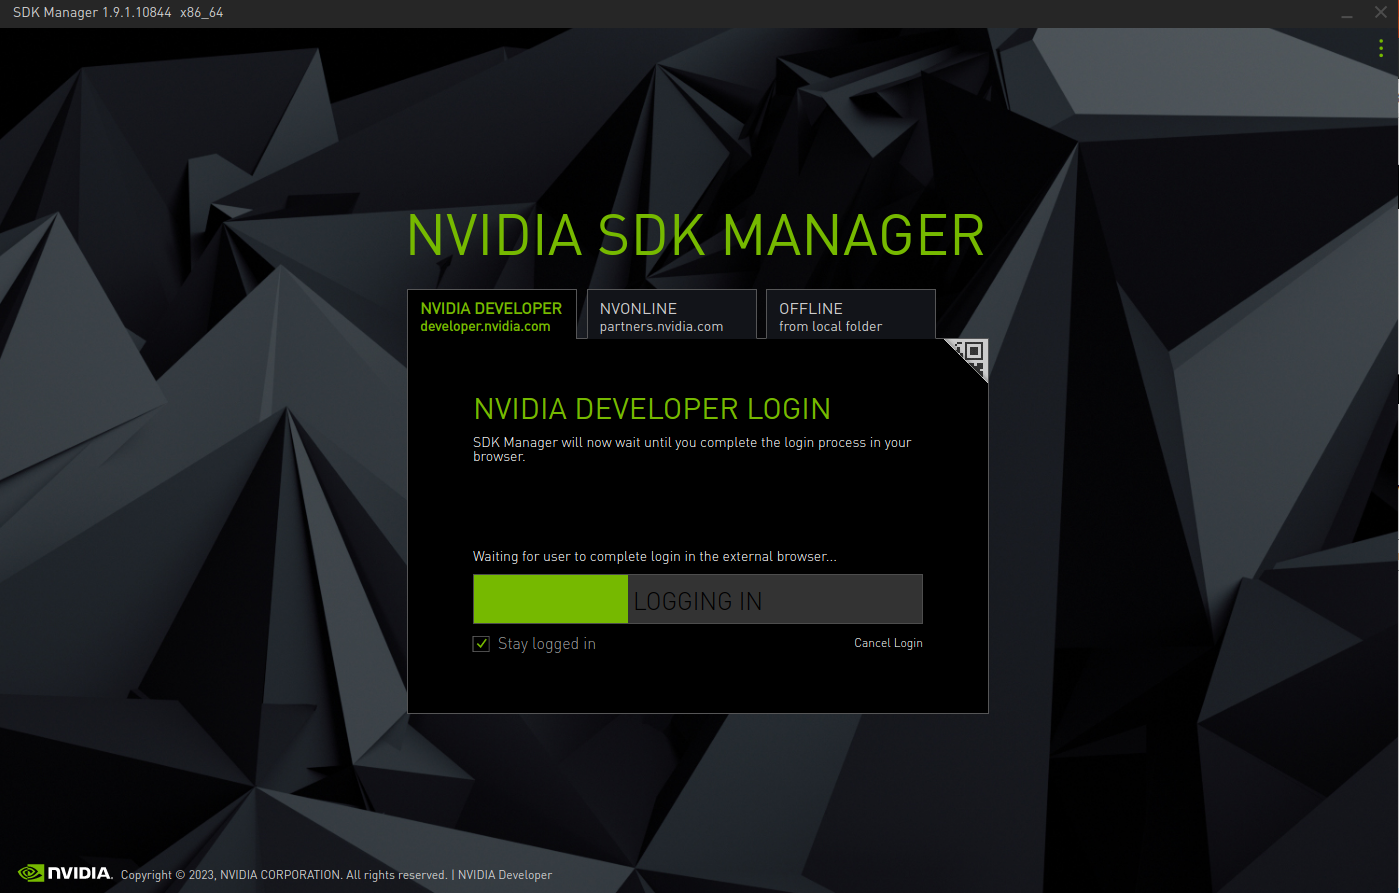 SDK Manager 1.9.1.10844 x86_64
NVIDIA SDK MANAGER
NVIDIA DEVELOPER
developer.nvidia.com
NVONLINE
partners.nvidia.com
OFFLINE
from local folder
NVIDIA DEVELOPER LOGIN
SDK Manager will now wait until you complete the login process in your
browser.
Waiting for user to complete login in the external browser...
LOGGING IN
Stay logged in
Cancel Login
NVIDIA. Copyright © 2023, NVIDIA CORPORATION. All rights reserved. | NVIDIA Developer